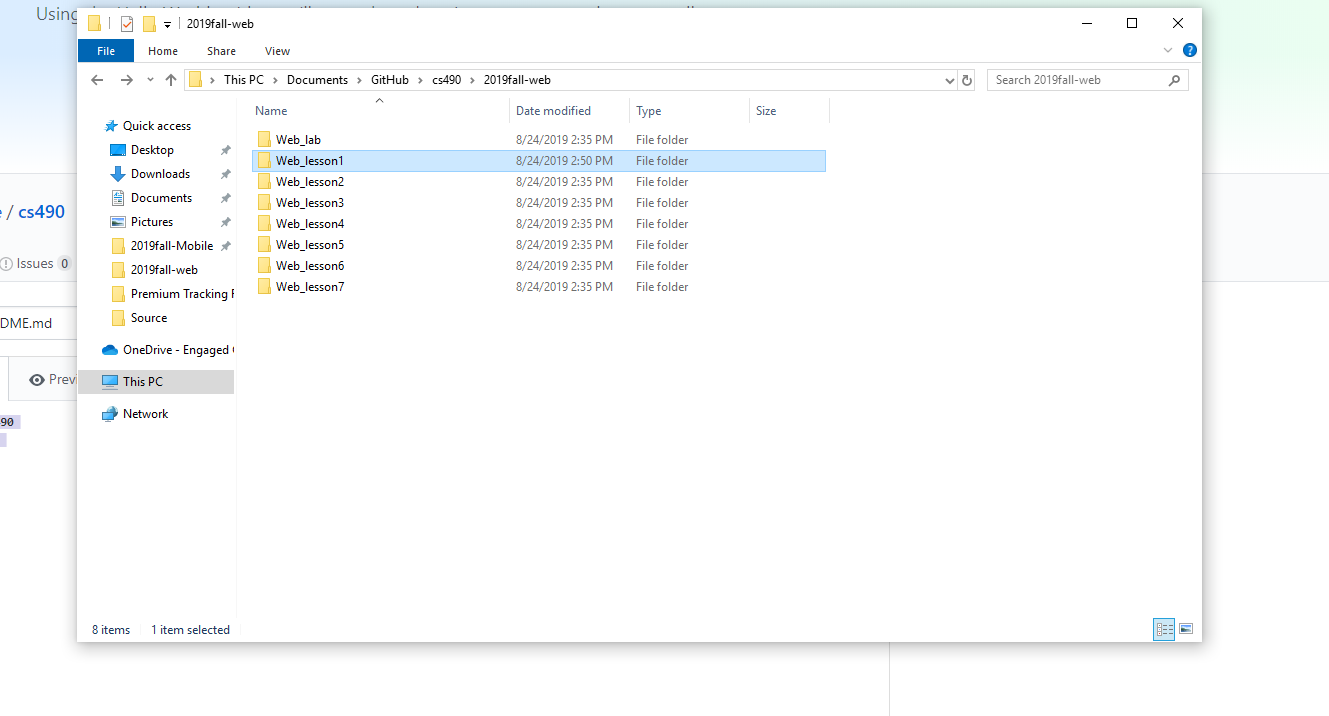 Using
2019fall-web
File Home Share View
This PC Documents GitHub cs490 2019fall-web
Search 2019fall-web
Name Date modified Type Size
Quick access
Desktop
Downloads
Documents
Pictures
2019fall-Mobile
2019fall-web
Premium Tracking
Source
OneDrive - Engaged
This PC
Network
Web_lab 8/24/2019 2:35 PM File folder
Web_lesson1 8/24/2019 2:50 PM File folder
Web_lesson2 8/24/2019 2:35 PM File folder
Web_lesson3 8/24/2019 2:35 PM File folder
Web_lesson4 8/24/2019 2:35 PM File folder
Web_lesson5 8/24/2019 2:35 PM File folder
Web_lesson6 8/24/2019 2:35 PM File folder
Web_lesson7 8/24/2019 2:35 PM File folder
8 items 1 item selected
/ cs490
Issues 0
DME.md
Previ
90